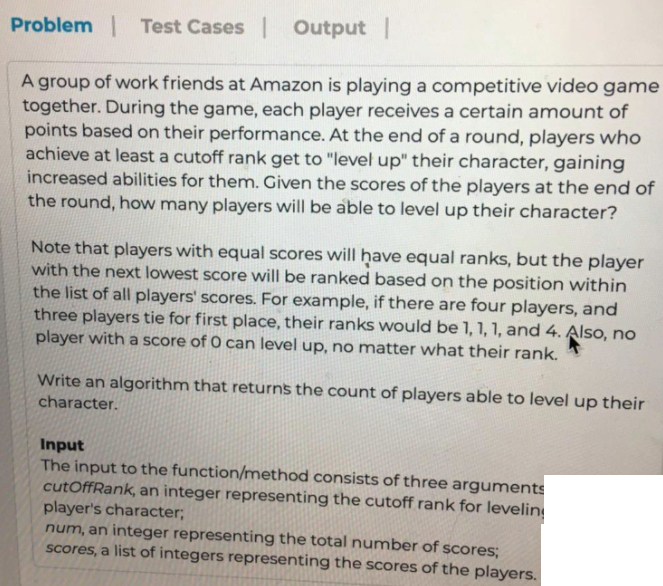 Problem | Test Cases | Output |
A group of work friends at Amazon is playing a competitive video game
together. During the game, each player receives a certain amount of
points based on their performance. At the end of a round, players who
achieve at least a cutoff rank get to "level up" their character, gaining
increased abilities for them. Given the scores of the players at the end of
the round, how many players will be able to level up their character?
Note that players with equal scores will have equal ranks, but the player
with the next lowest score will be ranked based on the position within
the list of all players' scores. For example, if there are four players, and
three players tie for first place, their ranks would be 1, 1, 1, and 4. Also, no
player with a score of 0 can level up, no matter what their rank.
Write an algorithm that returns the count of players able to level up their
character.
Input
The input to the function/method consists of three arguments
cutOffRank, an integer representing the cutoff rank for
player's character;
num, an integer representing the total number of scores;
scores, a list of integers representing the scores of the players.